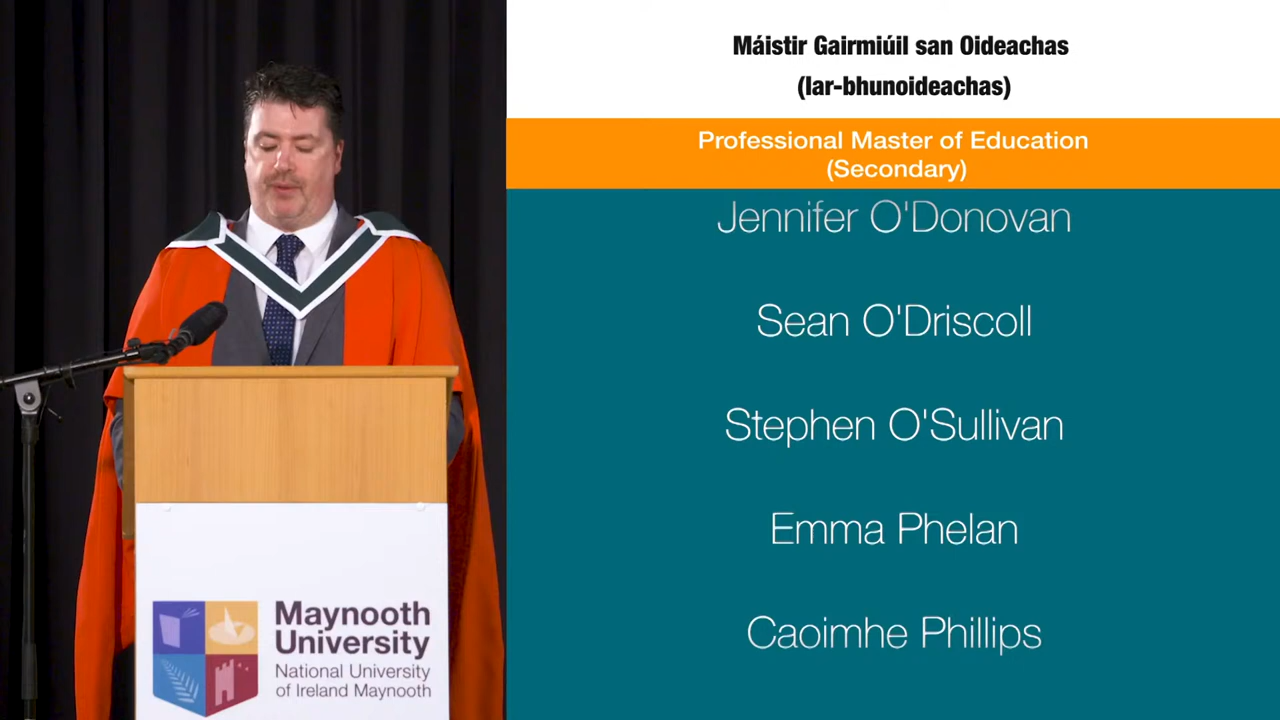 Máistir Gairmiúil san Oideachas
(Iar-bhunoideachas)
Professional Master of Education
(Secondary)
Jennifer O'Donovan
Sean O'Driscoll
Stephen O'Sullivan
Emma Phelan
Caoimhe Phillips
Maynooth
University
National University
of Ireland Maynooth